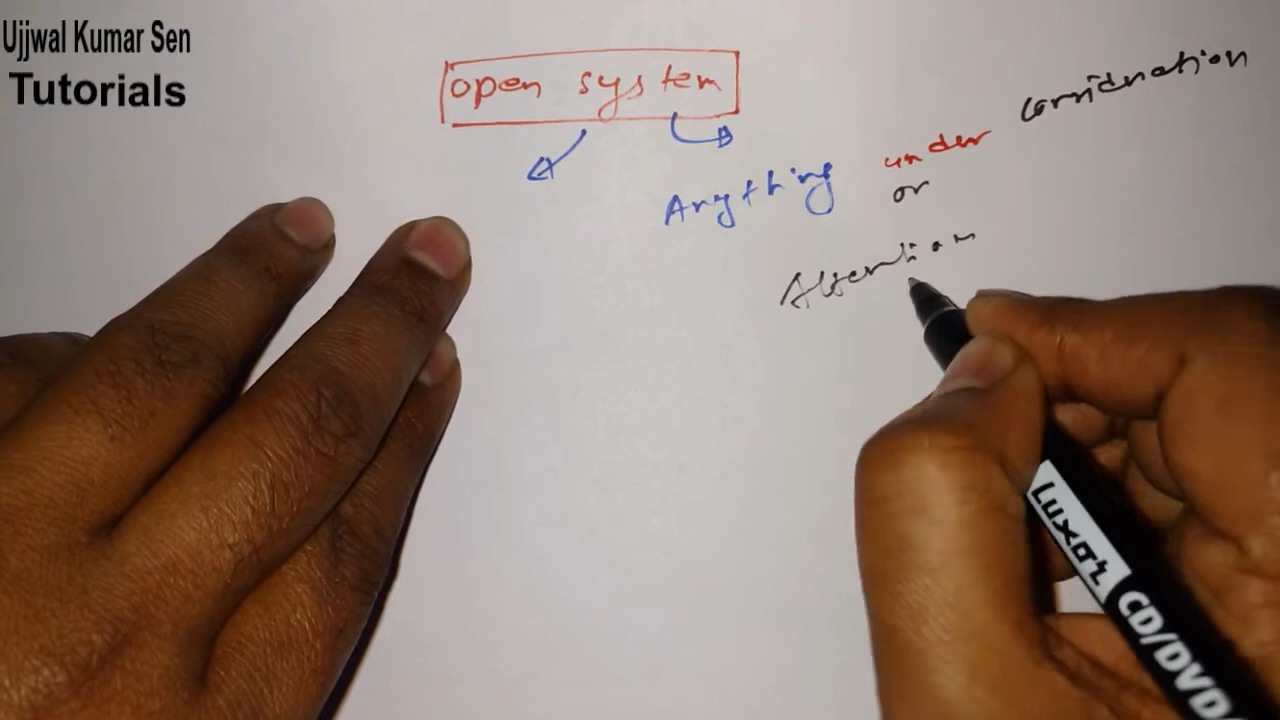 Ujjwal Kumar Sen
Tutorials
open system
Anything under consideration
or
Attention
Luxor CD/DVD